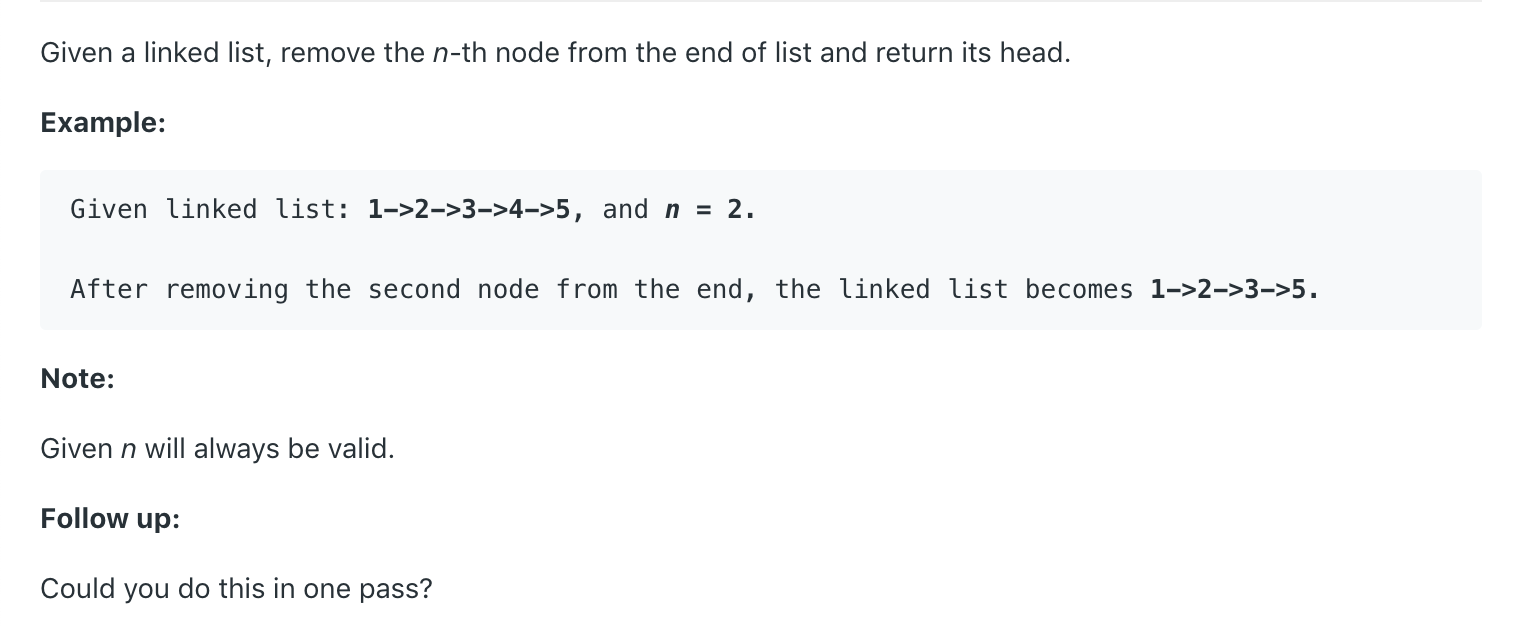 Given a linked list, remove the n-th node from the end of list and return its head.
Example:
Given linked list: 1->2->3->4->5, and n = 2.
After removing the second node from the end, the linked list becomes 1->2->3->5.
Note:
Given n will always be valid.
Follow up:
Could you do this in one pass?